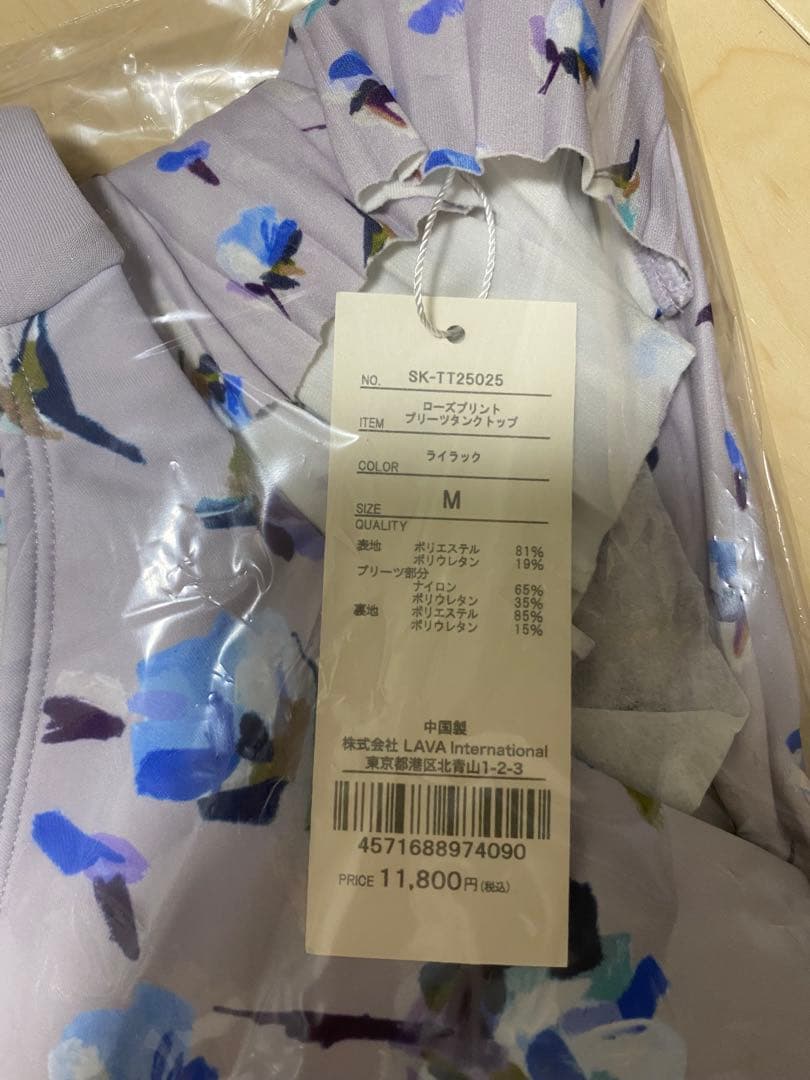 NO. SK-TT25025
ローズプリント
ITEM プリーツタンクトップ
COLOR ライラック
SIZE M
QUALITY
表地 ポリエステル 81%
ポリウレタン 19%
プリーツ部分
ナイロン 65%
ポリウレタン 35%
裏地 ポリエステル 85%
ポリウレタン 15%
中国製
株式会社 LAVA International
東京都港区北青山1-2-3
4571688974090
PRICE 11,800円(税込)